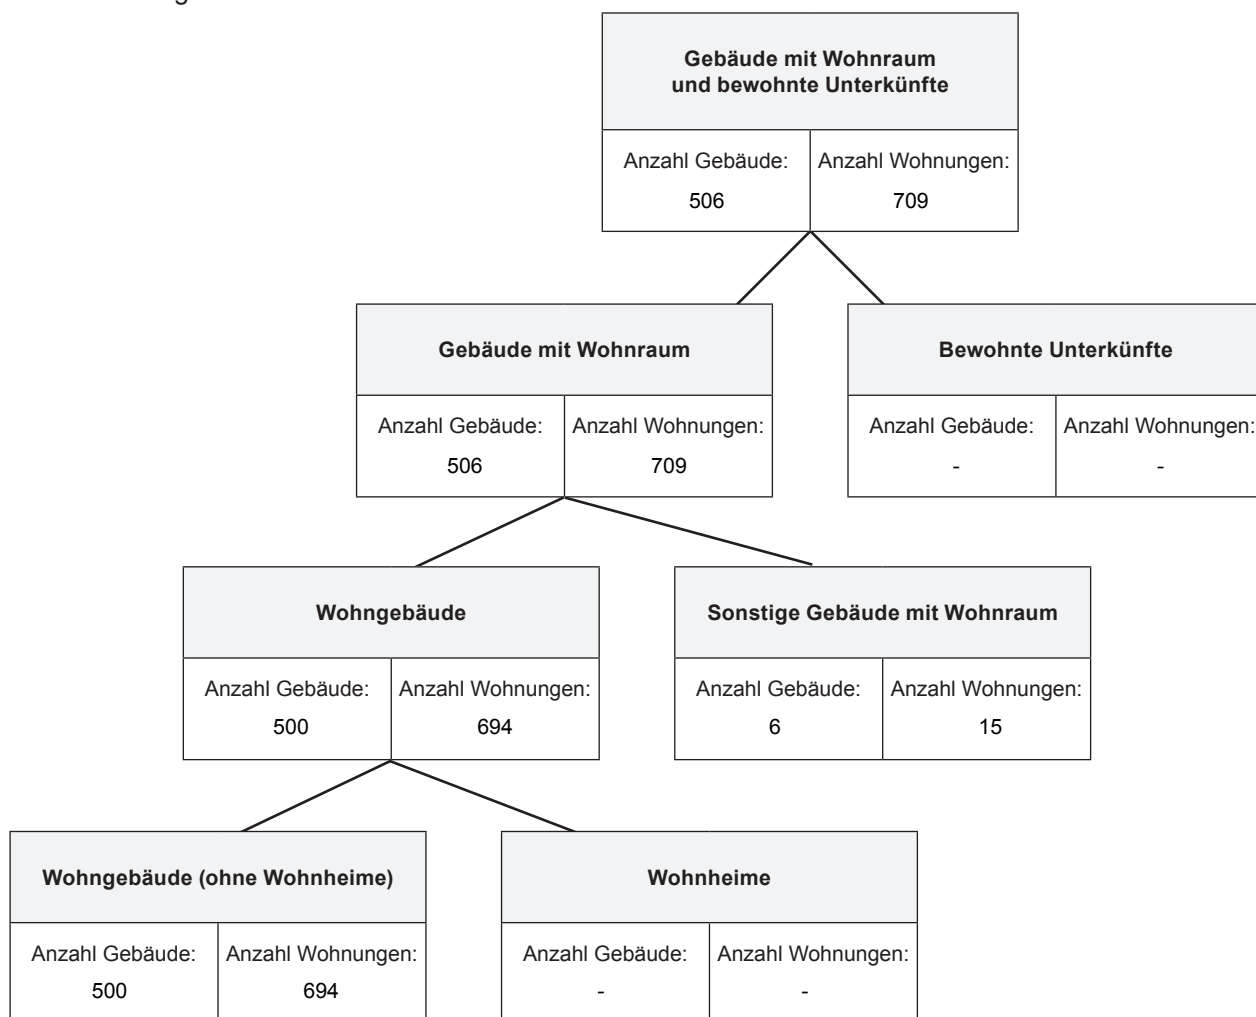 Gebäude mit Wohnraum
und bewohnte Unterkünfte
Anzahl Gebäude: Anzahl Wohnungen:
506 709
Gebäude mit Wohnraum
Anzahl Gebäude: Anzahl Wohnungen:
506 709
Bewohnte Unterkünfte
Anzahl Gebäude: Anzahl Wohnungen:
- -
Wohngebäude
Anzahl Gebäude: Anzahl Wohnungen:
500 694
Sonstige Gebäude mit Wohnraum
Anzahl Gebäude: Anzahl Wohnungen:
6 15
Wohngebäude (ohne Wohnheime)
Anzahl Gebäude: Anzahl Wohnungen:
500 694
Wohnheime
Anzahl Gebäude: Anzahl Wohnungen:
- -